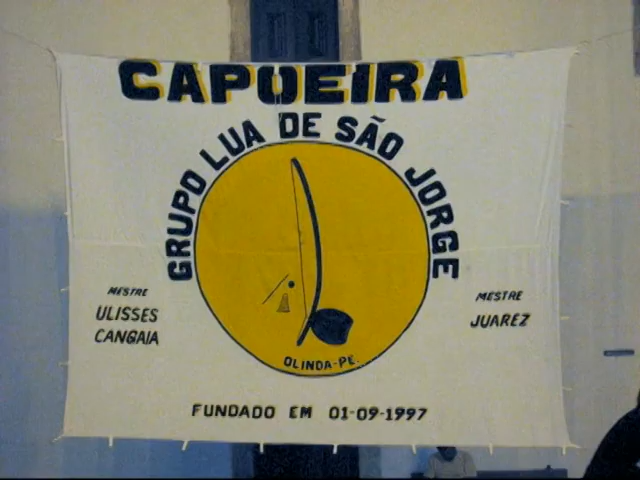 CAPOEIRA
GRUPO LUA DE SÃO JORGE
MESTRE
ULISSES
CANGAIA
MESTRE
JUAREZ
OLINDA-PE.
FUNDADO EM 01-09-1997